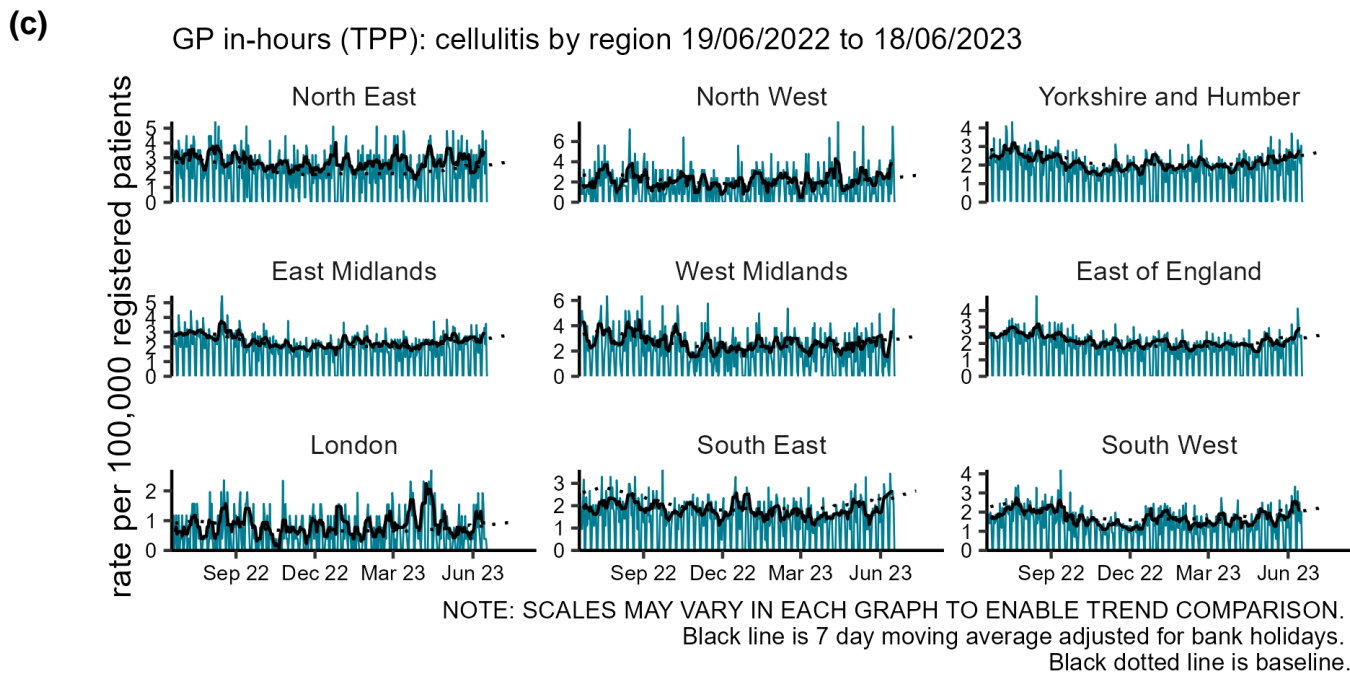 (c)
GP in-hours (TPP): cellulitis by region 19/06/2022 to 18/06/2023
rate per 100,000 registered patients
North East
5
4
3
2
1
0
North West
6
4
2
0
Yorkshire and Humber
4
3
2
1
0
East Midlands
5
4
3
2
1
0
West Midlands
6
4
2
0
East of England
4
3
2
1
0
London
2
1
0
South East
3
2
1
0
South West
4
3
2
1
0
Sep 22 Dec 22 Mar 23 Jun 23
Sep 22 Dec 22 Mar 23 Jun 23
Sep 22 Dec 22 Mar 23 Jun 23
NOTE: SCALES MAY VARY IN EACH GRAPH TO ENABLE TREND COMPARISON.
Black line is 7 day moving average adjusted for bank holidays.
Black dotted line is baseline.